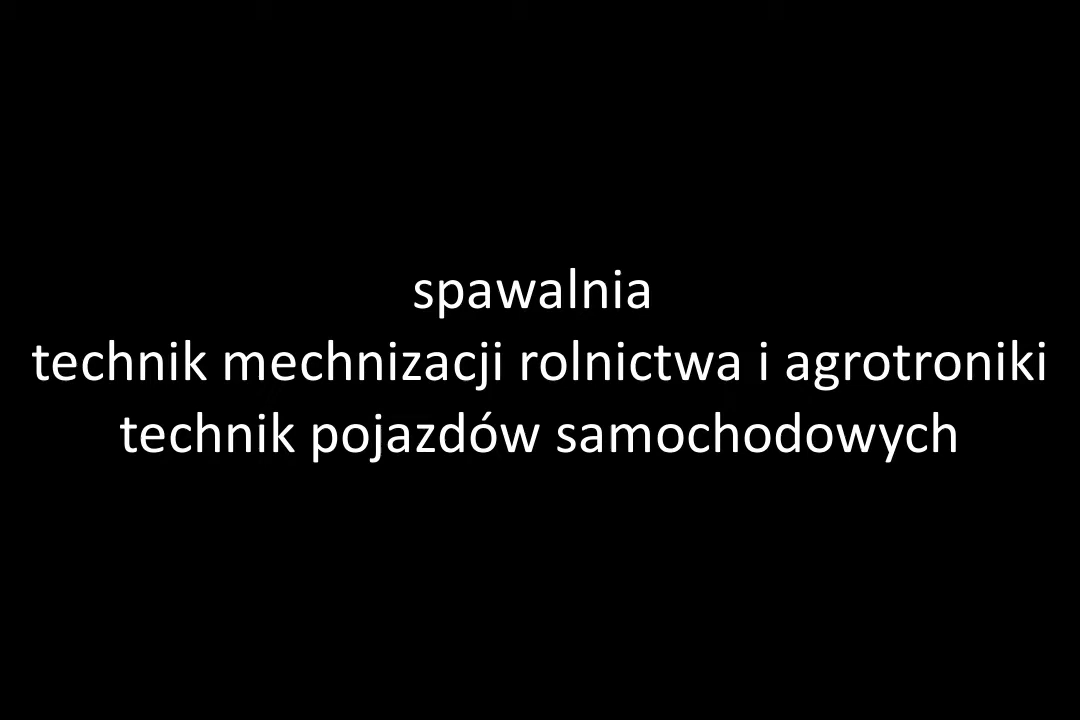 spawalnia
technik mechnizacji rolnictwa i agrotroniki
technik pojazdów samochodowych